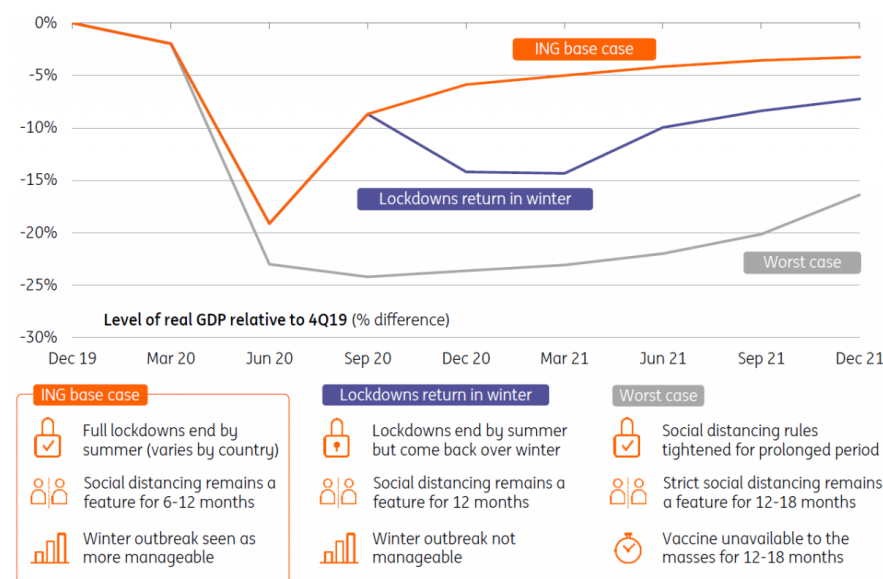 0%
ING base case
-5%
-10%
-15%
Lockdowns return in winter
-20%
Worst case
-25%
Level of real GDP relative to 4Q19 (% difference)
-30%
Dec 19 Mar 20 Jun 20 Sep 20 Dec 20 Mar 21 Jun 21 Sep 21 Dec 21
ING base case
Full lockdowns end by
summer (varies by country)
Social distancing remains a
feature for 6-12 months
Winter outbreak seen as
more manageable
Lockdowns return in winter
Lockdowns end by summer
but come back over winter
Social distancing remains a
feature for 12 months
Winter outbreak not
manageable
Worst case
Social distancing rules
tightened for prolonged period
Strict social distancing remains
a feature for 12-18 months
Vaccine unavailable to the
masses for 12-18 months